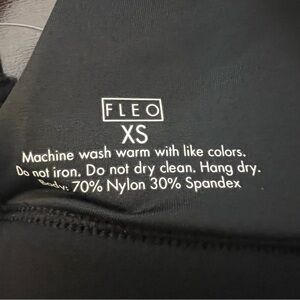 FLEO
XS
Machine wash warm with like colors.
Do not iron. Do not dry clean. Hang dry.
Body: 70% Nylon 30% Spandex